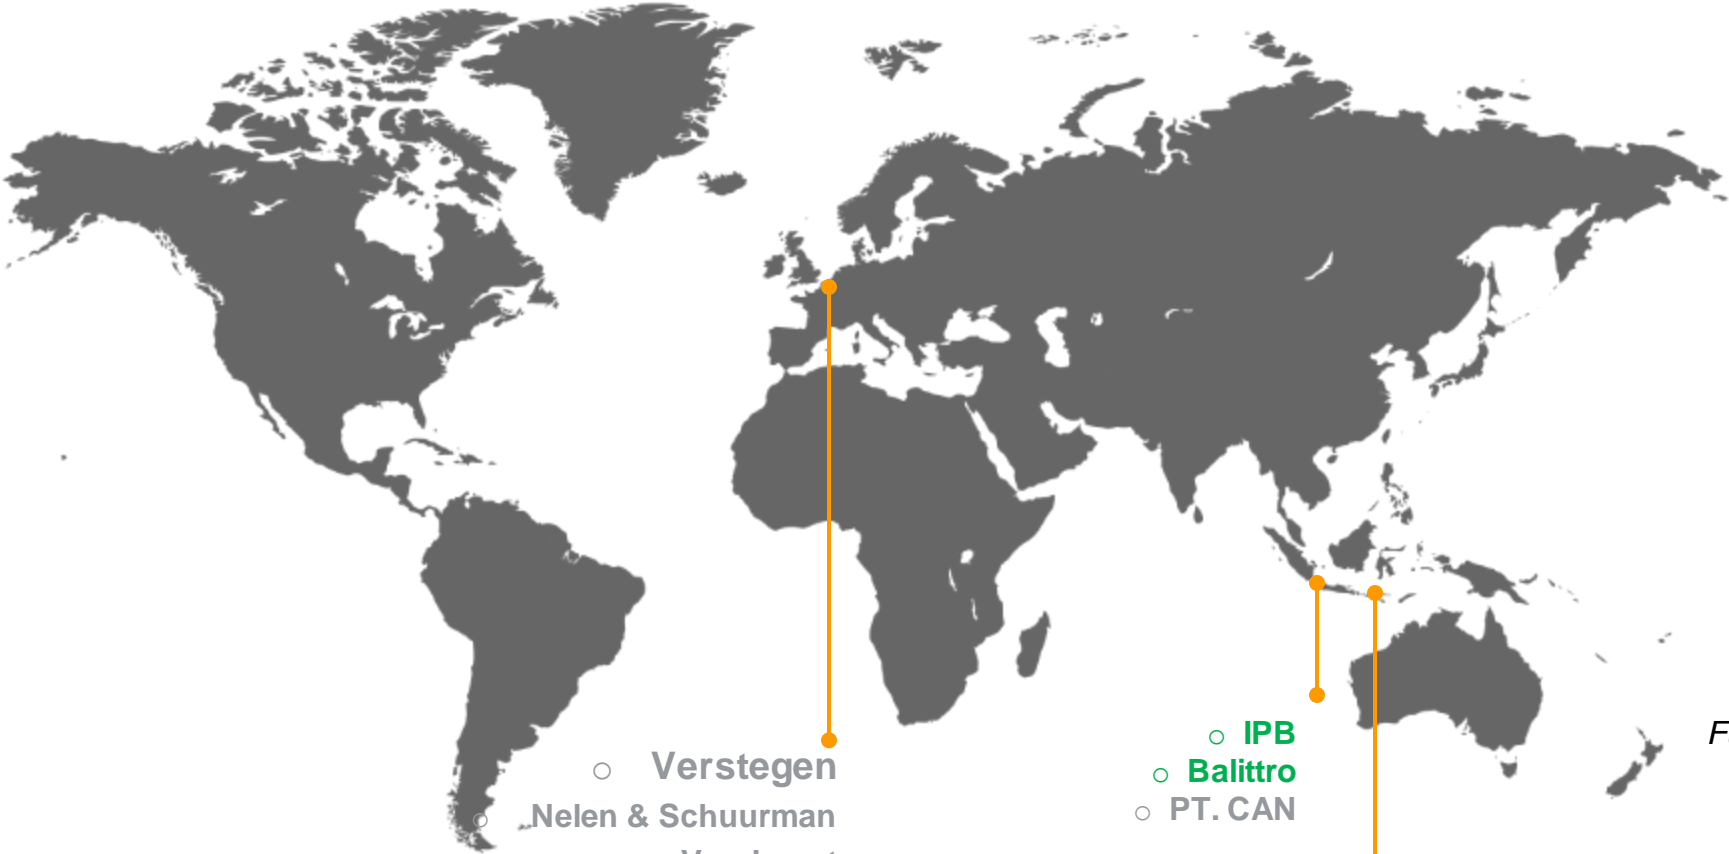 Verstegen
Nelen & Schuurman
IPB
Balittro
PT. CAN